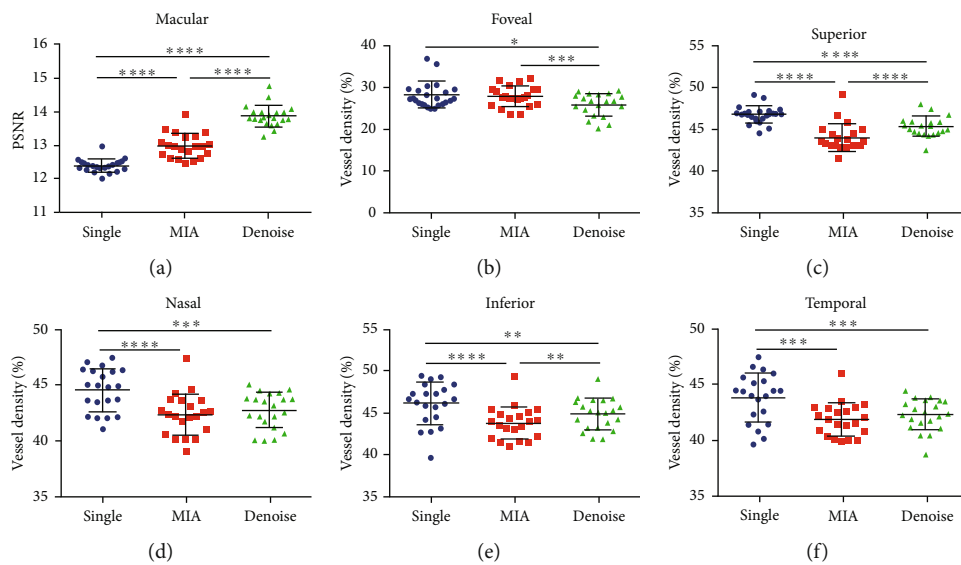 Macular
PSNR
16
15
14
13
12
11
****
****
****
Single
MIA
Denoise
(a)
Foveal
Vessel density (%)
40
30
20
10
0
*
***
Single
MIA
Denoise
(b)
Superior
Vessel density (%)
55
50
45
40
35
****
****
****
Single
MIA
Denoise
(c)
Nasal
Vessel density (%)
50
45
40
35
***
****
Single
MIA
Denoise
(d)
Inferior
Vessel density (%)
55
50
45
40
35
**
****
**
Single
MIA
Denoise
(e)
Temporal
Vessel density (%)
50
45
40
35
***
***
Single
MIA
Denoise
(f)